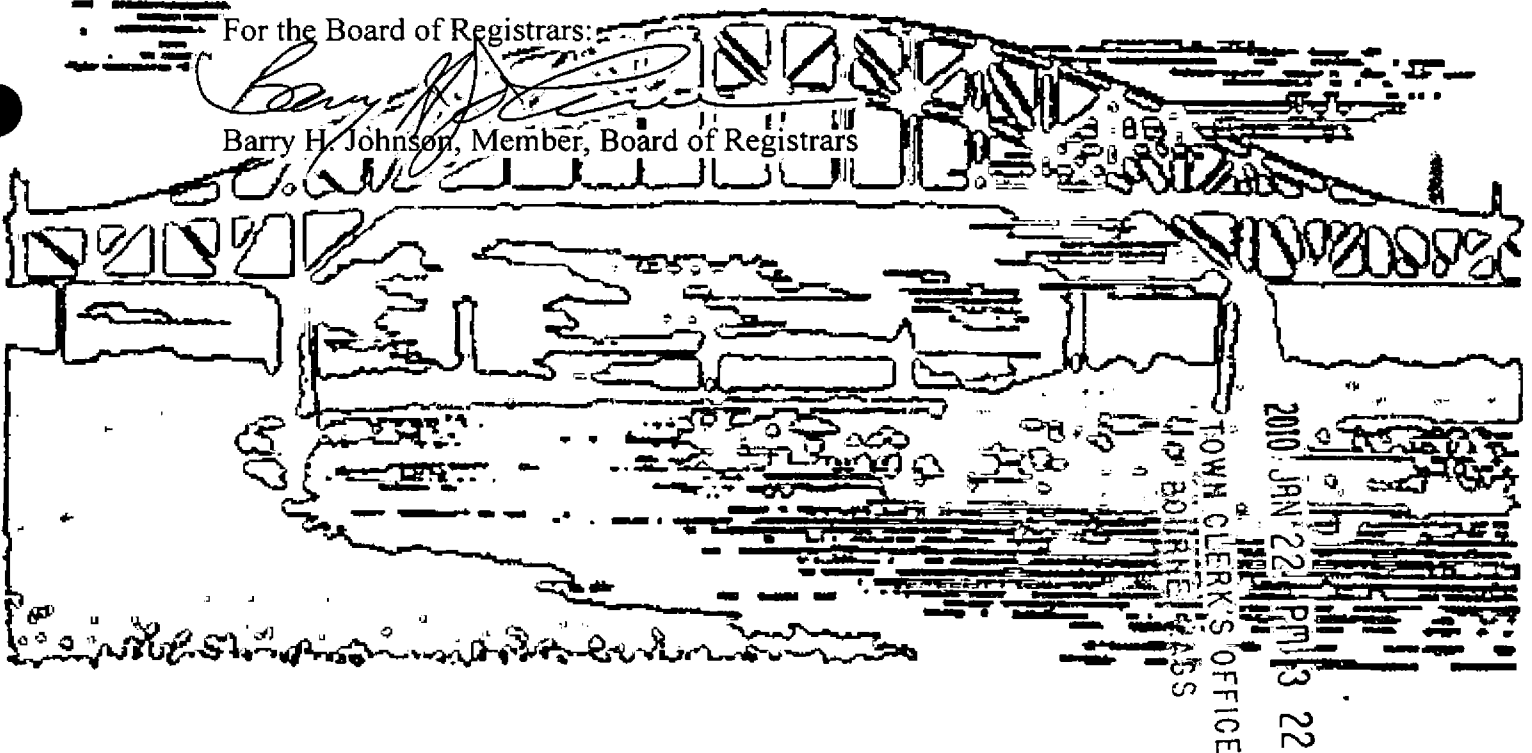 For the Board of Registrars:
Barry H. Johnson, Member, Board of Registrars
2010 JAN 22 PM 3 22
TOWN CLERK'S OFFICE
BOURNE, MASS